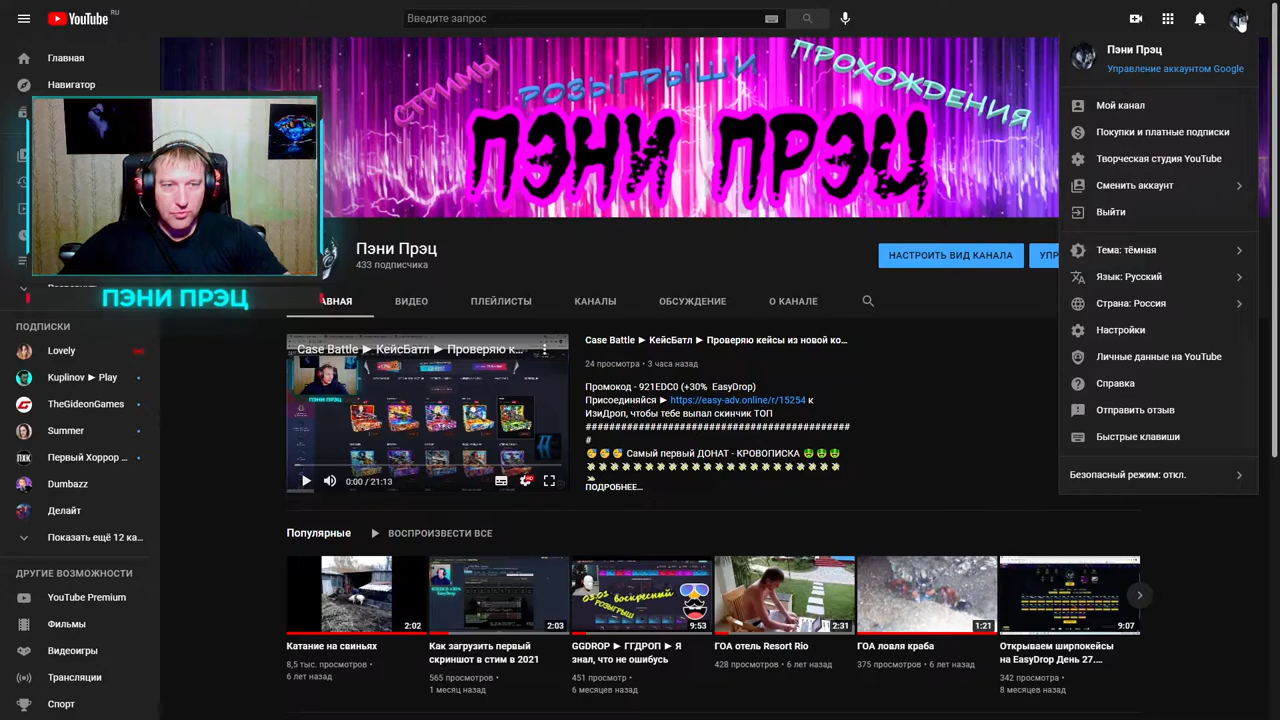 YouTube RU
Введите запрос
Главная
Навигатор
ПЭНИ ПРЭЦ
ПОДПИСКИ
Lovely
Kuplinov ► Play
TheGideonGames
Summer
Первый Хоррор ...
Dumbazz
Делайт
Показать ещё 12 ка...
ДРУГИЕ ВОЗМОЖНОСТИ
YouTube Premium
Фильмы
Видеоигры
Трансляции
Спорт
СТРИМЫ
РОЗЫГРЫШИ
ПРОХОЖДЕНИЯ
ПЭНИ ПРЭЦ
Пэни Прэц
433 подписчика
НАСТРОИТЬ ВИД КАНАЛА
УПР
АВНАЯ
ВИДЕО
ПЛЕЙЛИСТЫ
КАНАЛЫ
ОБСУЖДЕНИЕ
О КАНАЛЕ
Case Battle ► КейсБатл ► Проверяю к...
0:00 / 21:13
Case Battle ► КейсБатл ► Проверяю кейсы из новой ко...
24 просмотра • 3 часа назад
Промокод - 921EDC0 (+30% EasyDrop)
Присоединяйся ► https://easy-adv.online/r/15254 к
ИзиДроп, чтобы тебе выпал скинчик ТОП
############################################
#
Самый первый ДОНАТ - КРОВОПИСКА
ПОДРОБНЕЕ...
Популярные
ВОСПРОИЗВЕСТИ ВСЕ
2:02
Катание на свиньях
8,5 тыс. просмотров •
6 лет назад
2:03
Как загрузить первый
скриншот в стим в 2021
565 просмотров •
1 месяц назад
03.01 воскресный
РОЗЫГРЫШ
9:53
GGDROP ► ГГДРОП ► Я
знал, что не ошибусь
451 просмотр •
6 месяцев назад
2:31
ГОА отель Resort Rio
428 просмотров • 6 лет назад
1:21
ГОА ловля краба
375 просмотров • 6 лет назад
9:07
Открываем ширпокейсы
на EasyDrop День 27....
342 просмотра •
8 месяцев назад
Пэни Прэц
Управление аккаунтом Google
Мой канал
Покупки и платные подписки
Творческая студия YouTube
Сменить аккаунт
Выйти
Тема: тёмная
Язык: Русский
Страна: Россия
Настройки
Личные данные на YouTube
Справка
Отправить отзыв
Быстрые клавиши
Безопасный режим: откл.